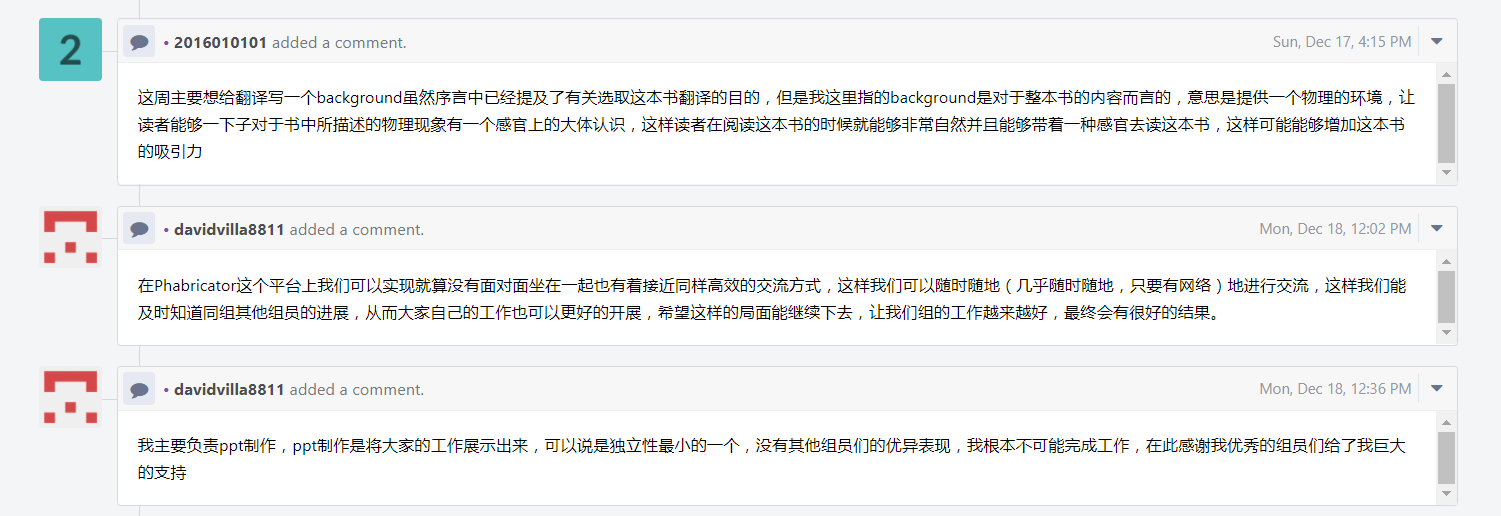 2
• 2016010101 added a comment. Sun, Dec 17, 4:15 PM
这周主要想给翻译写一个background虽然序言中已经提及了有关选取这本书翻译的目的，但是我这里指的background是对于整本书的内容而言的，意思是提供一个物理的环境，让
读者能够一下子对于书中所描述的物理现象有一个感官上的大体认识，这样读者在阅读这本书的时候就能够非常自然并且能够带着一种感官去读这本书，这样可能能够增加这本书
的吸引力
• davidvilla8811 added a comment. Mon, Dec 18, 12:02 PM
在Phabricator这个平台上我们可以实现就算没有面对面坐在一起也有着接近同样高效的交流方式，这样我们可以随时随地（几乎随时随地，只要有网络）地进行交流，这样我们能
及时知道同组其他组员的进展，从而大家自己的工作也可以更好的开展，希望这样的局面能继续下去，让我们组的工作越来越好，最终会有很好的结果。
• davidvilla8811 added a comment. Mon, Dec 18, 12:36 PM
我主要负责ppt制作，ppt制作是将大家的工作展示出来，可以说是独立性最小的一个，没有其他组员们的优异表现，我根本不可能完成工作，在此感谢我优秀的组员们给了我巨大
的支持